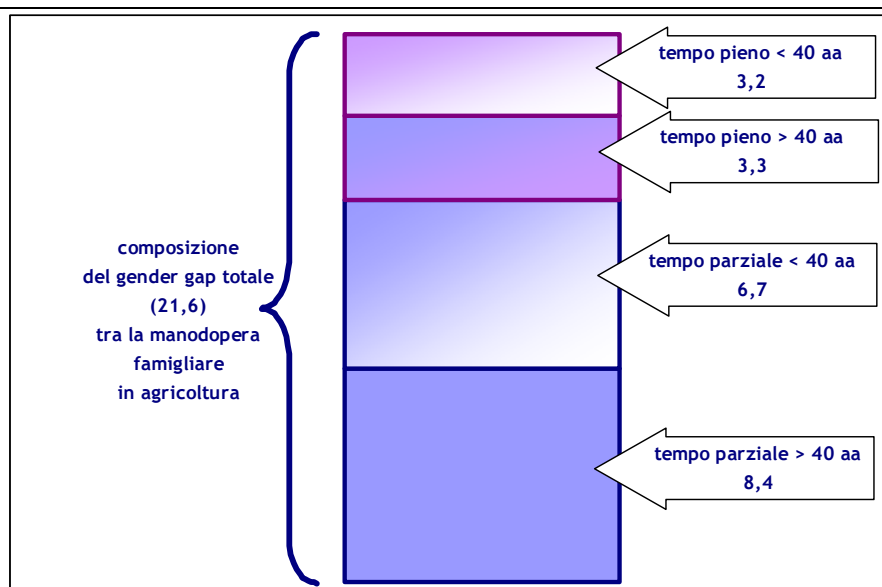 tempo pieno < 40 aa
3,2
tempo pieno > 40 aa
3,3
composizione
del gender gap totale
(21,6)
tra la manodopera
famigliare
in agricoltura
tempo parziale < 40 aa
6,7
tempo parziale > 40 aa
8,4